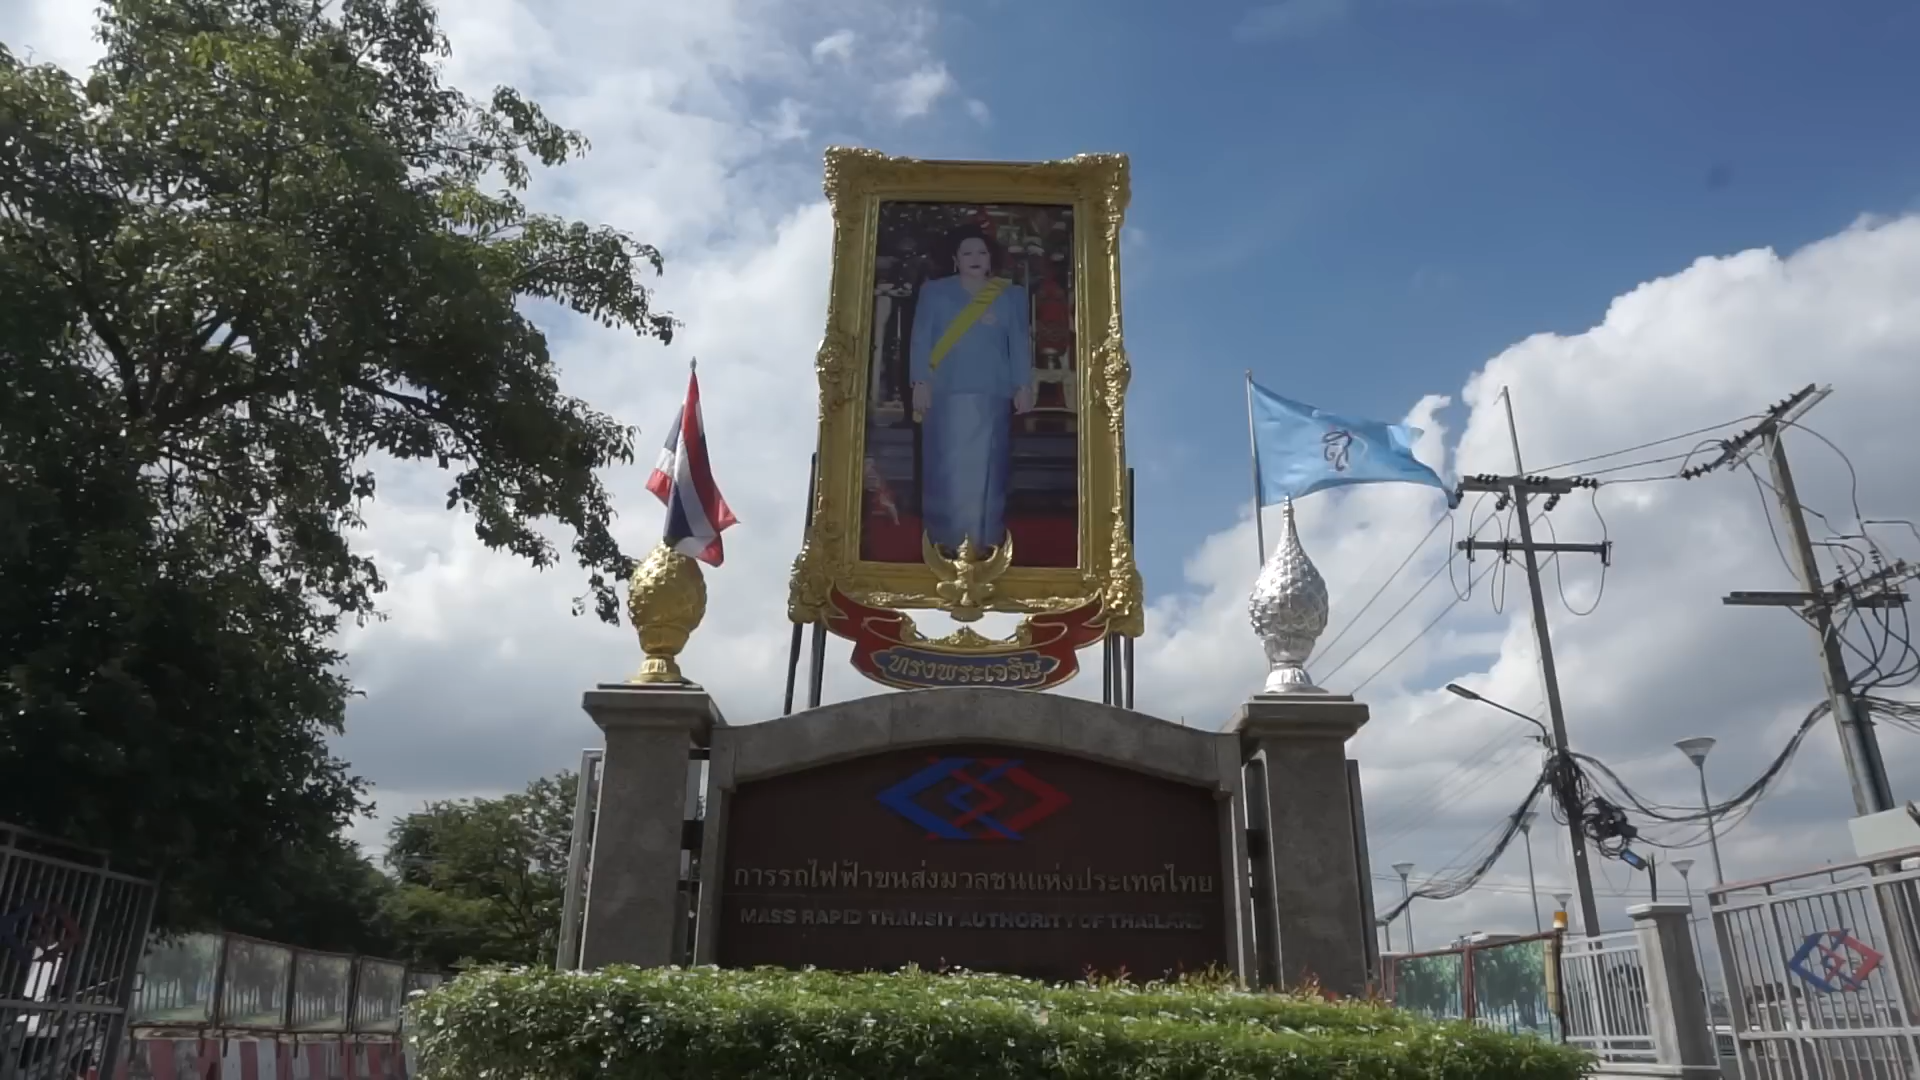 ส
ทรงพระเจริญ
การรถไฟฟ้าขนส่งมวลชนแห่งประเทศไทย
MASS RAPID TRANSIT AUTHORITY OF THAILAND